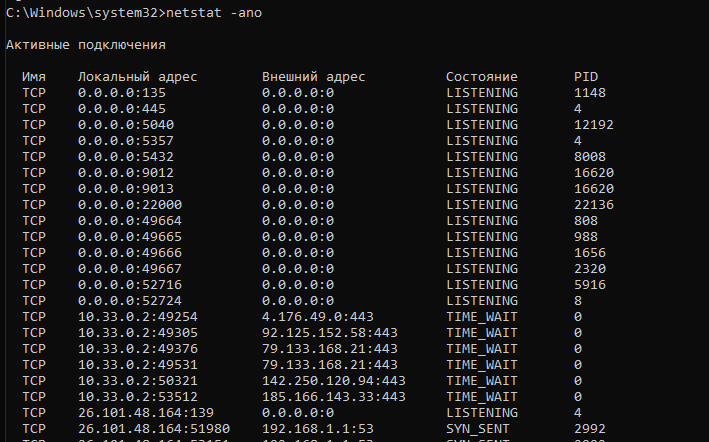 C:\Windows\system32>netstat -ano
Активные подключения
Имя Локальный адрес Внешний адрес Состояние PID
TCP 0.0.0.0:135 0.0.0.0:0 LISTENING 1148
TCP 0.0.0.0:445 0.0.0.0:0 LISTENING 4
TCP 0.0.0.0:5040 0.0.0.0:0 LISTENING 12192
TCP 0.0.0.0:5357 0.0.0.0:0 LISTENING 4
TCP 0.0.0.0:5432 0.0.0.0:0 LISTENING 8008
TCP 0.0.0.0:9012 0.0.0.0:0 LISTENING 16620
TCP 0.0.0.0:9013 0.0.0.0:0 LISTENING 16620
TCP 0.0.0.0:22000 0.0.0.0:0 LISTENING 22136
TCP 0.0.0.0:49664 0.0.0.0:0 LISTENING 808
TCP 0.0.0.0:49665 0.0.0.0:0 LISTENING 988
TCP 0.0.0.0:49666 0.0.0.0:0 LISTENING 1656
TCP 0.0.0.0:49667 0.0.0.0:0 LISTENING 2320
TCP 0.0.0.0:52716 0.0.0.0:0 LISTENING 5916
TCP 0.0.0.0:52724 0.0.0.0:0 LISTENING 8
TCP 10.33.0.2:49254 4.176.49.0:443 TIME_WAIT 0
TCP 10.33.0.2:49305 92.125.152.58:443 TIME_WAIT 0
TCP 10.33.0.2:49376 79.133.168.21:443 TIME_WAIT 0
TCP 10.33.0.2:49531 79.133.168.21:443 TIME_WAIT 0
TCP 10.33.0.2:50321 142.250.120.94:443 TIME_WAIT 0
TCP 10.33.0.2:53512 185.166.143.33:443 TIME_WAIT 0
TCP 26.101.48.164:139 0.0.0.0:0 LISTENING 4
TCP 26.101.48.164:51980 192.168.1.1:53 SYN_SENT 2992